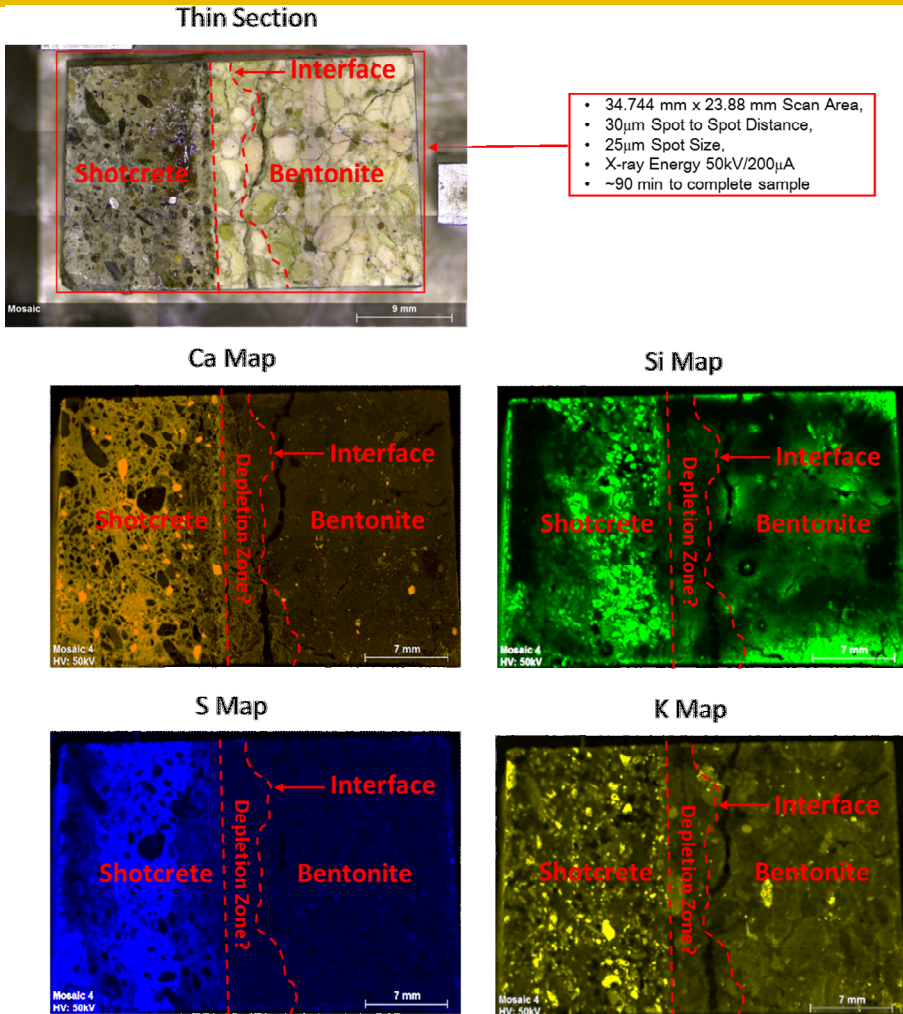 Thin Section
Interface
Shotcrete
Bentonite
Mosaic
9 mm
• 34.744 mm x 23.88 mm Scan Area,
• 30μm Spot to Spot Distance,
• 25μm Spot Size,
• X-ray Energy 50kV/200μA
• ~90 min to complete sample
Ca Map
Interface
Depletion Zone?
Shotcrete
Bentonite
Mosaic 4
HV: 50kV
7 mm
Si Map
Interface
Depletion Zone?
Shotcrete
Bentonite
Mosaic 4
HV: 50kV
7 mm
S Map
Interface
Depletion Zone?
Shotcrete
Bentonite
Mosaic 4
HV: 50kV
7 mm
K Map
Interface
Depletion Zone?
Shotcrete
Bentonite
Mosaic 4
HV: 50kV
7 mm